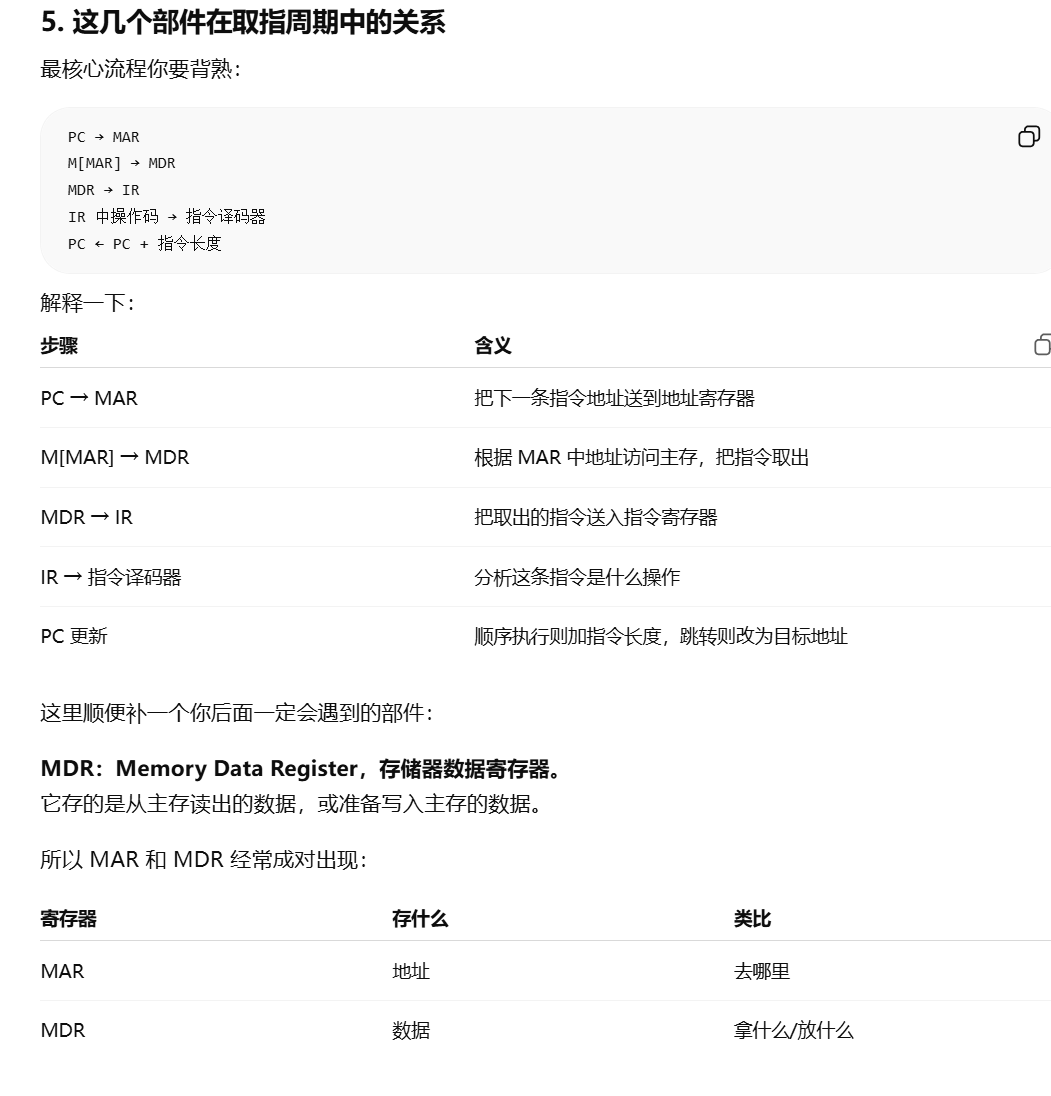 5. 这几个部件在取指周期中的关系
最核心流程你要背熟：
PC → MAR
M[MAR] → MDR
MDR → IR
IR 中操作码 → 指令译码器
PC ← PC + 指令长度
解释一下：
步骤 含义
PC → MAR 把下一条指令地址送到地址寄存器
M[MAR] → MDR 根据 MAR 中地址访问主存，把指令取出
MDR → IR 把取出的指令送入指令寄存器
IR → 指令译码器 分析这条指令是什么操作
PC 更新 顺序执行则加指令长度，跳转则改为目标地址
这里顺便补一个你后面一定会遇到的部件：
MDR：Memory Data Register，存储器数据寄存器。
它存的是从主存读出的数据，或准备写入主存的数据。
所以 MAR 和 MDR 经常成对出现：
寄存器 存什么 类比
MAR 地址 去哪里
MDR 数据 拿什么/放什么